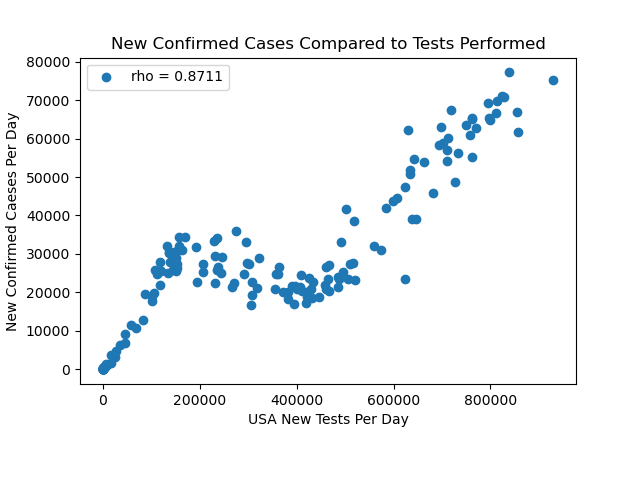 New Confirmed Cases Compared to Tests Performed
rho = 0.8711
80000
70000
60000
50000
40000
30000
20000
10000
0
New Confirmed Caeses Per Day
0 200000 400000 600000 800000
USA New Tests Per Day